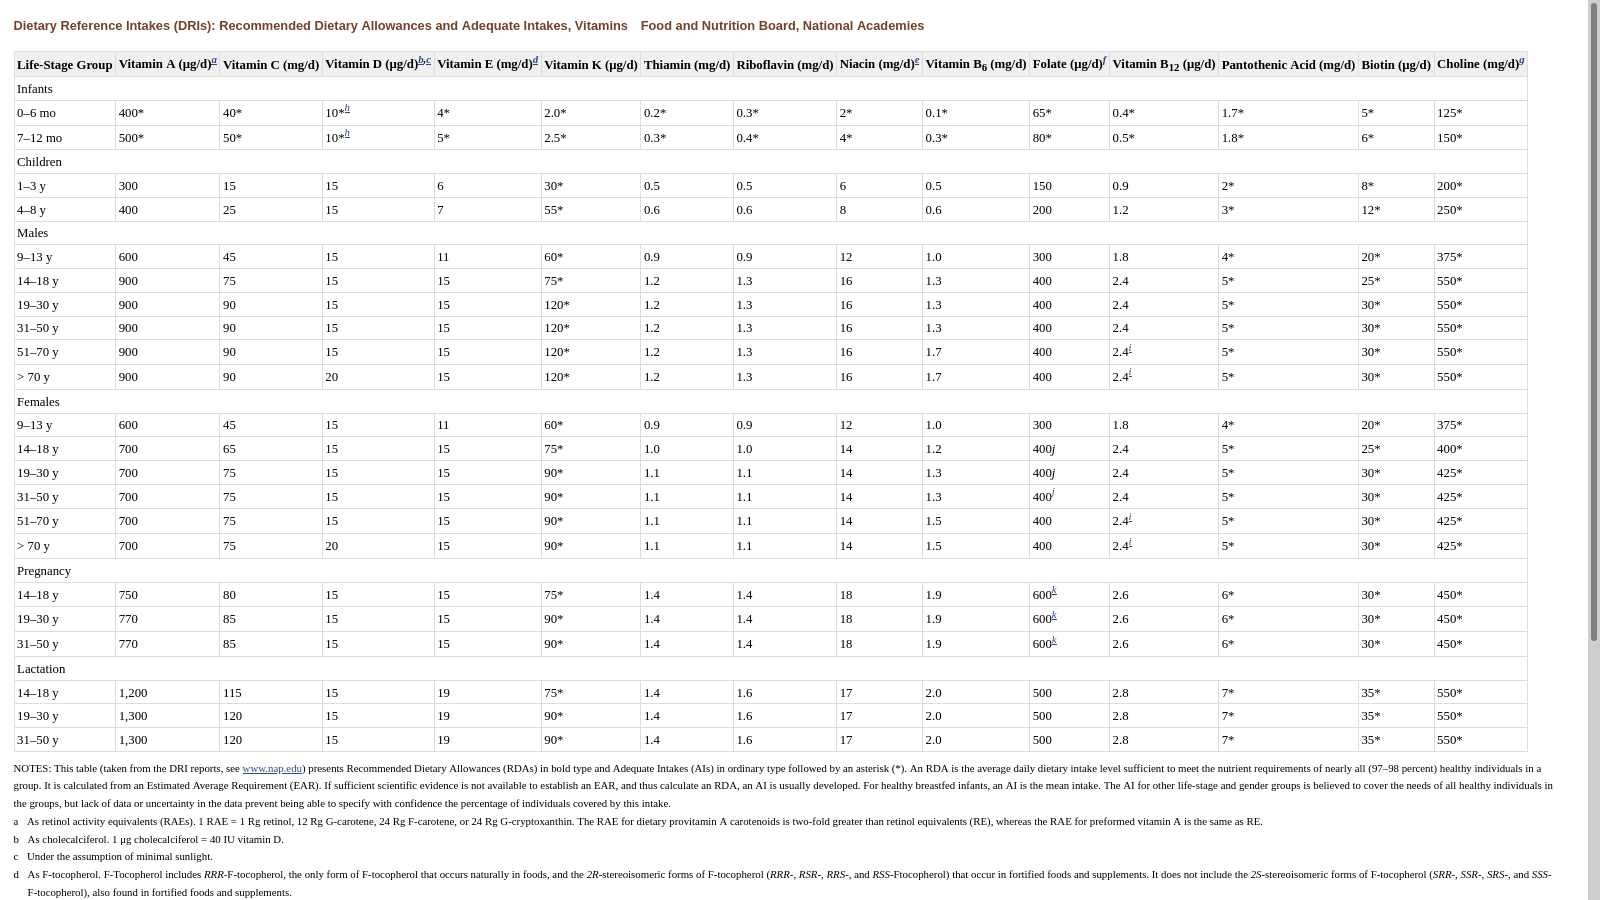 Dietary Reference Intakes (DRIs): Recommended Dietary Allowances and Adequate Intakes, Vitamins Food and Nutrition Board, National Academies
Life-Stage Group Vitamin A (μg/d)a Vitamin C (mg/d) Vitamin D (μg/d)b,c Vitamin E (mg/d)d Vitamin K (μg/d) Thiamin (mg/d) Riboflavin (mg/d) Niacin (mg/d)e Vitamin B6 (mg/d) Folate (μg/d)f Vitamin B12 (μg/d) Pantothenic Acid (mg/d) Biotin (μg/d) Choline (mg/d)g
Infants
0–6 mo 400* 40* 10*h 4* 2.0* 0.2* 0.3* 2* 0.1* 65* 0.4* 1.7* 5* 125*
7–12 mo 500* 50* 10*h 5* 2.5* 0.3* 0.4* 4* 0.3* 80* 0.5* 1.8* 6* 150*
Children
1–3 y 300 15 15 6 30* 0.5 0.5 6 0.5 150 0.9 2* 8* 200*
4–8 y 400 25 15 7 55* 0.6 0.6 8 0.6 200 1.2 3* 12* 250*
Males
9–13 y 600 45 15 11 60* 0.9 0.9 12 1.0 300 1.8 4* 20* 375*
14–18 y 900 75 15 15 75* 1.2 1.3 16 1.3 400 2.4 5* 25* 550*
19–30 y 900 90 15 15 120* 1.2 1.3 16 1.3 400 2.4 5* 30* 550*
31–50 y 900 90 15 15 120* 1.2 1.3 16 1.3 400 2.4 5* 30* 550*
51–70 y 900 90 15 15 120* 1.2 1.3 16 1.7 400 2.4i 5* 30* 550*
> 70 y 900 90 20 15 120* 1.2 1.3 16 1.7 400 2.4i 5* 30* 550*
Females
9–13 y 600 45 15 11 60* 0.9 0.9 12 1.0 300 1.8 4* 20* 375*
14–18 y 700 65 15 15 75* 1.0 1.0 14 1.2 400j 2.4 5* 25* 400*
19–30 y 700 75 15 15 90* 1.1 1.1 14 1.3 400j 2.4 5* 30* 425*
31–50 y 700 75 15 15 90* 1.1 1.1 14 1.3 400j 2.4 5* 30* 425*
51–70 y 700 75 15 15 90* 1.1 1.1 14 1.5 400 2.4i 5* 30* 425*
> 70 y 700 75 20 15 90* 1.1 1.1 14 1.5 400 2.4i 5* 30* 425*
Pregnancy
14–18 y 750 80 15 15 75* 1.4 1.4 18 1.9 600k 2.6 6* 30* 450*
19–30 y 770 85 15 15 90* 1.4 1.4 18 1.9 600k 2.6 6* 30* 450*
31–50 y 770 85 15 15 90* 1.4 1.4 18 1.9 600k 2.6 6* 30* 450*
Lactation
14–18 y 1,200 115 15 19 75* 1.4 1.6 17 2.0 500 2.8 7* 35* 550*
19–30 y 1,300 120 15 19 90* 1.4 1.6 17 2.0 500 2.8 7* 35* 550*
31–50 y 1,300 120 15 19 90* 1.4 1.6 17 2.0 500 2.8 7* 35* 550*
NOTES: This table (taken from the DRI reports, see www.nap.edu) presents Recommended Dietary Allowances (RDAs) in bold type and Adequate Intakes (AIs) in ordinary type followed by an asterisk (*). An RDA is the average daily dietary intake level sufficient to meet the nutrient requirements of nearly all (97–98 percent) healthy individuals in a
group. It is calculated from an Estimated Average Requirement (EAR). If sufficient scientific evidence is not available to establish an EAR, and thus calculate an RDA, an AI is usually developed. For healthy breastfed infants, an AI is the mean intake. The AI for other life-stage and gender groups is believed to cover the needs of all healthy individuals in
the groups, but lack of data or uncertainty in the data prevent being able to specify with confidence the percentage of individuals covered by this intake.
a As retinol activity equivalents (RAEs). 1 RAE = 1 Rg retinol, 12 Rg G-carotene, 24 Rg F-carotene, or 24 Rg G-cryptoxanthin. The RAE for dietary provitamin A carotenoids is two-fold greater than retinol equivalents (RE), whereas the RAE for preformed vitamin A is the same as RE.
b As cholecalciferol. 1 μg cholecalciferol = 40 IU vitamin D.
c Under the assumption of minimal sunlight.
d As F-tocopherol. F-Tocopherol includes RRR-F-tocopherol, the only form of F-tocopherol that occurs naturally in foods, and the 2R-stereoisomeric forms of F-tocopherol (RRR-, RSR-, RRS-, and RSS-Ftocopherol) that occur in fortified foods and supplements. It does not include the 2S-stereoisomeric forms of F-tocopherol (SRR-, SSR-, SRS-, and SSS-
F-tocopherol), also found in fortified foods and supplements.